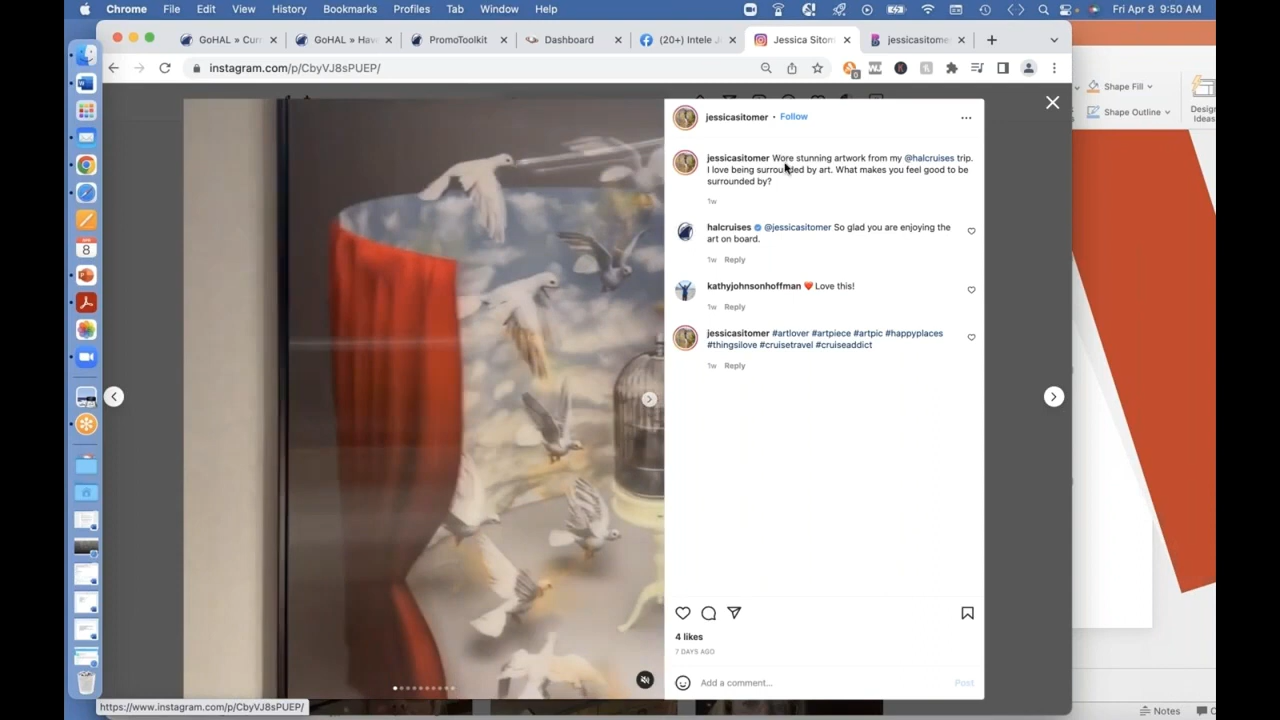 Chrome File Edit View History Bookmarks Profiles Tab Window Help Fri Apr 8 9:50 AM
GoHAL » Curr GoHAL » Hav PromoToolkit Dashboard (20+) Intele Jo Jessica Sitom jessicasitome
instagram.com/p/CbyVJ8sPUEP/
Shape Fill
Shape Outline
Design
Ideas
jessicasitomer • Follow
jessicasitomer Wore stunning artwork from my @halcruises trip.
I love being surrounded by art. What makes you feel good to be
surrounded by?
1w
halcruises @jessicasitomer So glad you are enjoying the
art on board.
1w Reply
kathyjohnsonhoffman ❤️ Love this!
1w Reply
jessicasitomer #artlover #artpiece #artpic #happyplaces
#thingsilove #cruisetravel #cruiseaddict
1w Reply
4 likes
7 DAYS AGO
Add a comment... Post
https://www.instagram.com/p/CbyVJ8sPUEP/
Notes
APR
8